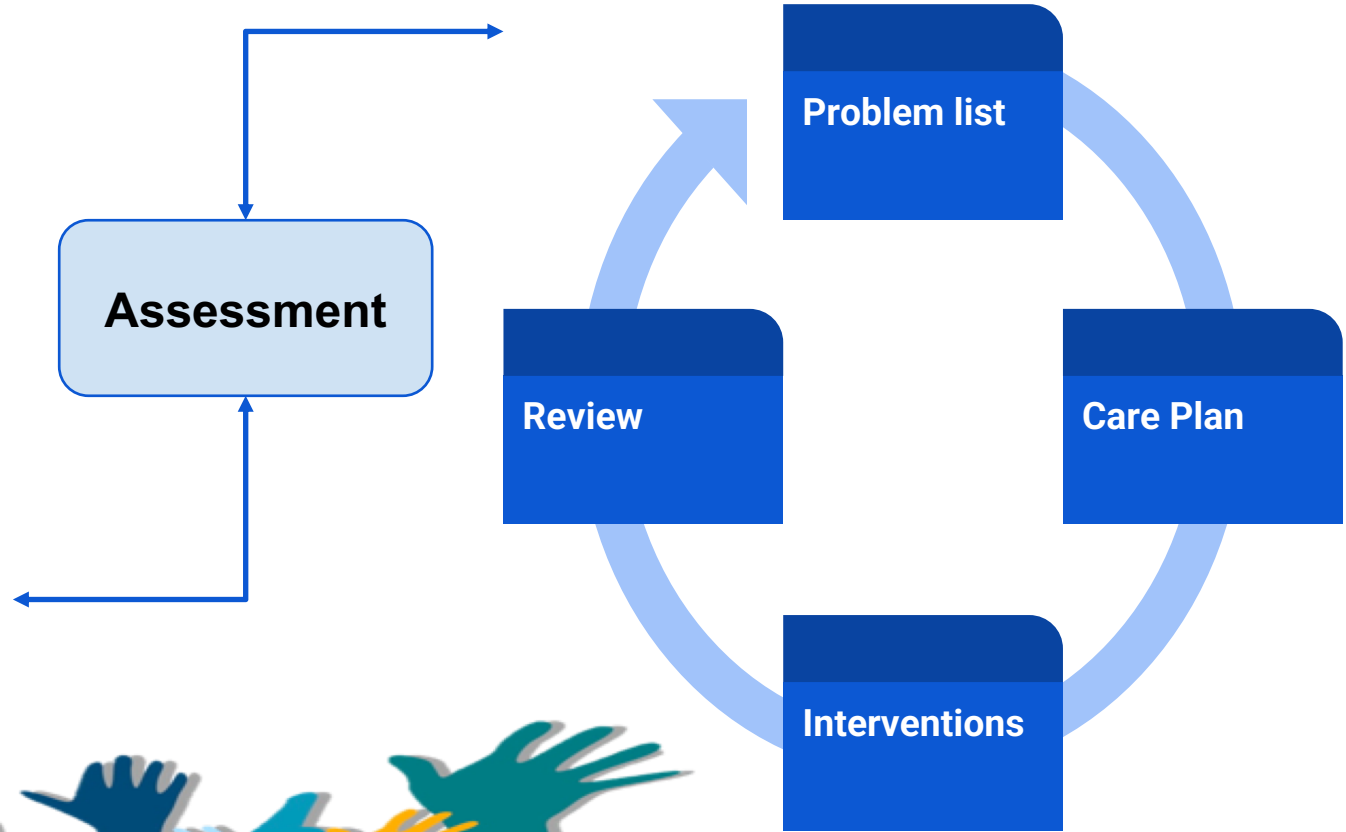 Problem list
Assessment
Review
Care Plan
Interventions